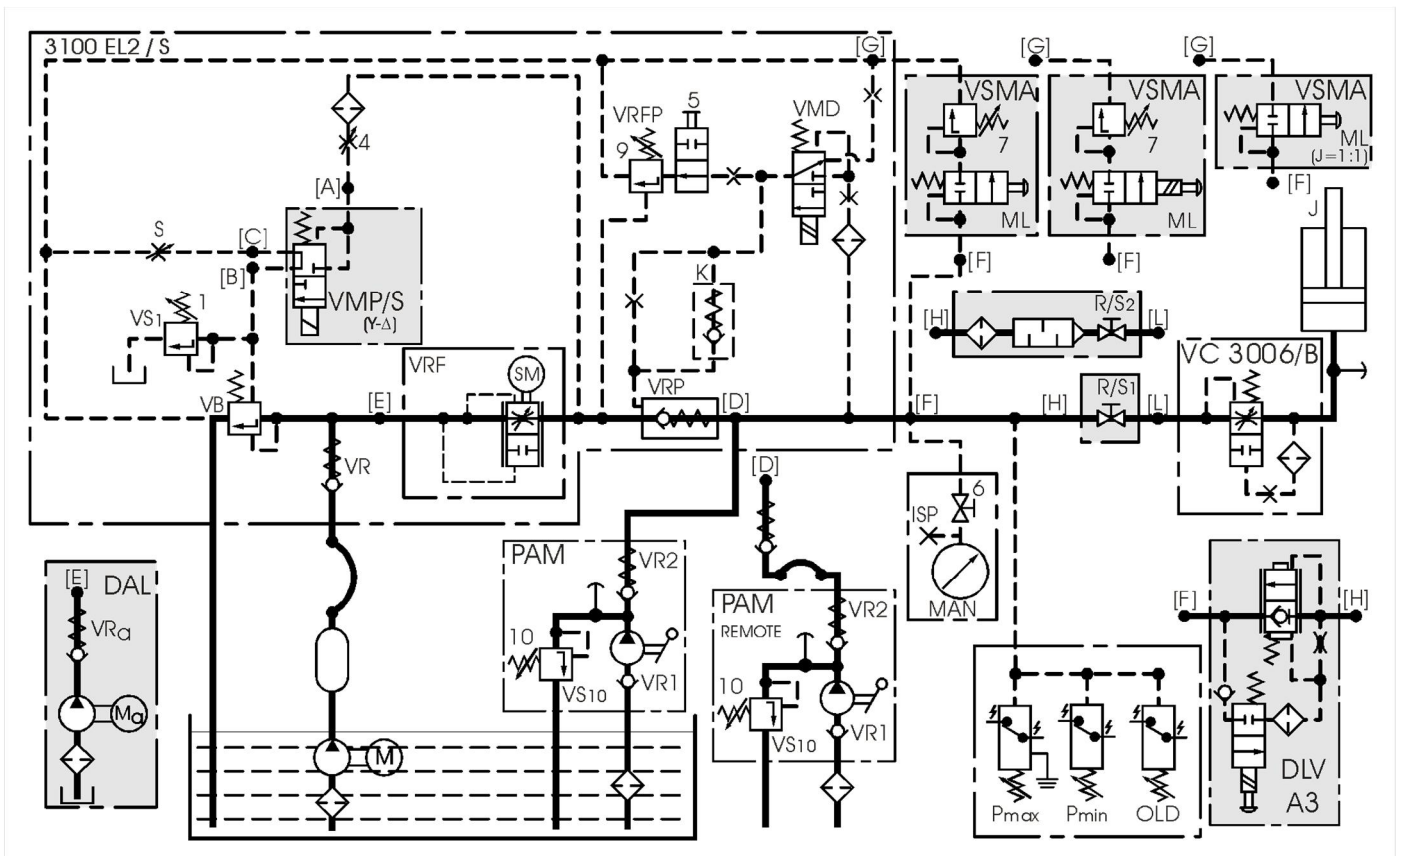 3100 EL2 / S
[G]
[G]
[G]
VSMA
VSMA
VSMA
VRFP
5
VMD
9
4
7
7
ML
(J=1:1)
[A]
[F]
J
S
[C]
[B]
ML
ML
[F]
[F]
K
VMP/S
(Y-Δ)
VS1
1
R/S2
[H]
[L]
VRF
SM
VC 3006/B
VB
[E]
VRP
[D]
[F]
[H]
R/S1
[L]
VR
[D]
6
ISP
MAN
PAM
VR2
[E]
DAL
VRa
10
VS10
VR1
PAM
REMOTE
VR2
10
VS10
VR1
[F]
[H]
Ma
M
Pmax
Pmin
OLD
DLV
A3